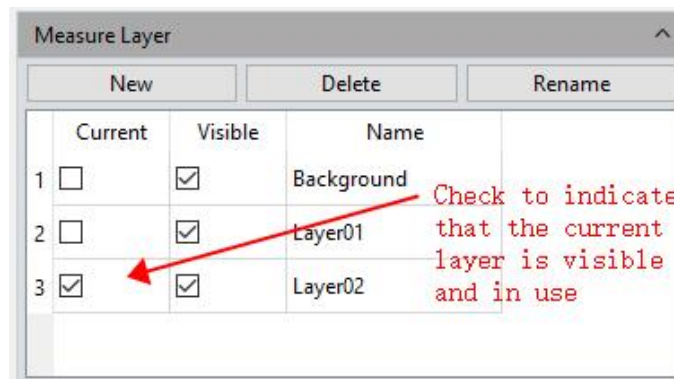 Measure Layer
New Delete Rename
Current Visible Name
1 Background
2 Layer01
3 Layer02
Check to indicate
that the current
layer is visible
and in use